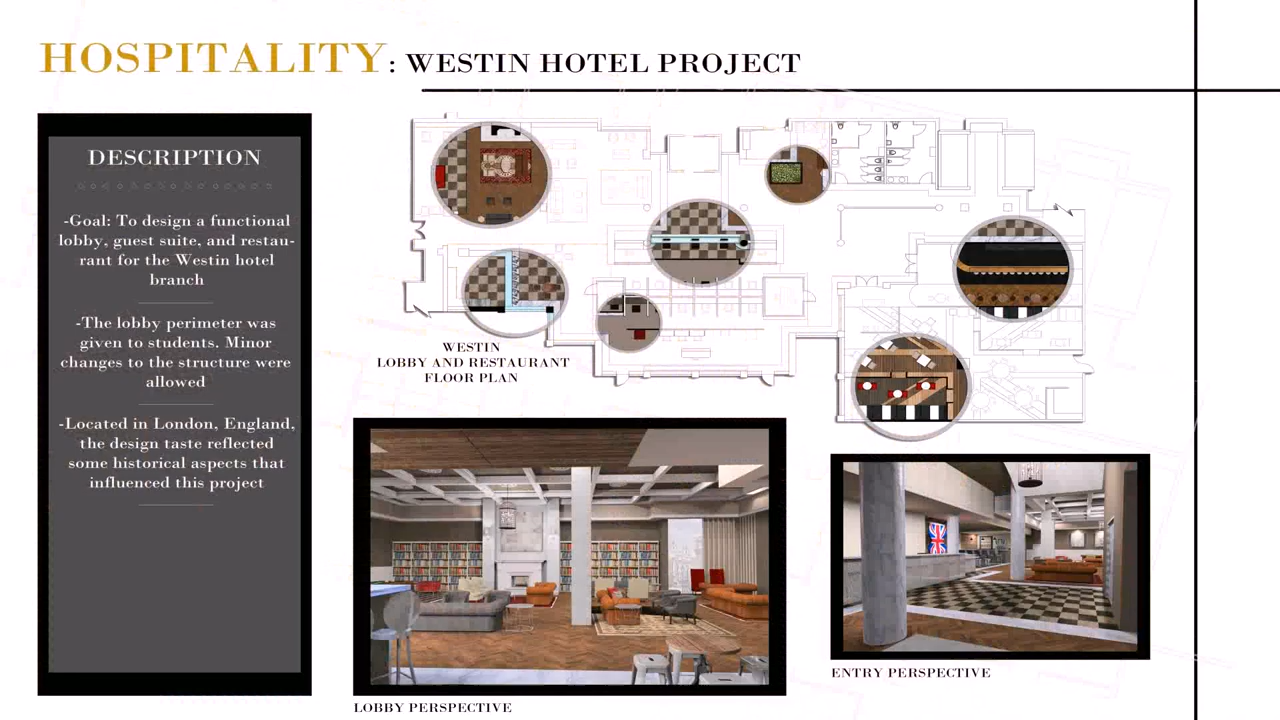 HOSPITALITY: WESTIN HOTEL PROJECT
DESCRIPTION
-Goal: To design a functional
lobby, guest suite, and restau-
rant for the Westin hotel
branch
-The lobby perimeter was
given to students. Minor
changes to the structure were
allowed
-Located in London, England,
the design taste reflected
some historical aspects that
influenced this project
WESTIN
LOBBY AND RESTAURANT
FLOOR PLAN
LOBBY PERSPECTIVE
ENTRY PERSPECTIVE